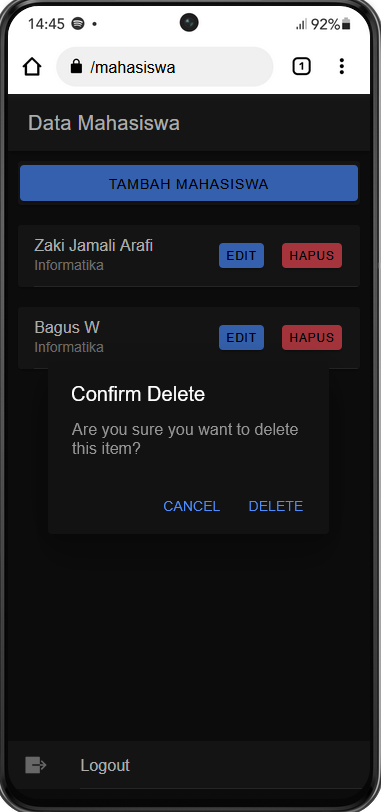 14:45
92%
/mahasiswa
1
Data Mahasiswa
TAMBAH MAHASISWA
Zaki Jamali Arafi
Informatika
EDIT
HAPUS
Bagus W
Informatika
EDIT
HAPUS
Confirm Delete
Are you sure you want to delete
this item?
CANCEL
DELETE
Logout